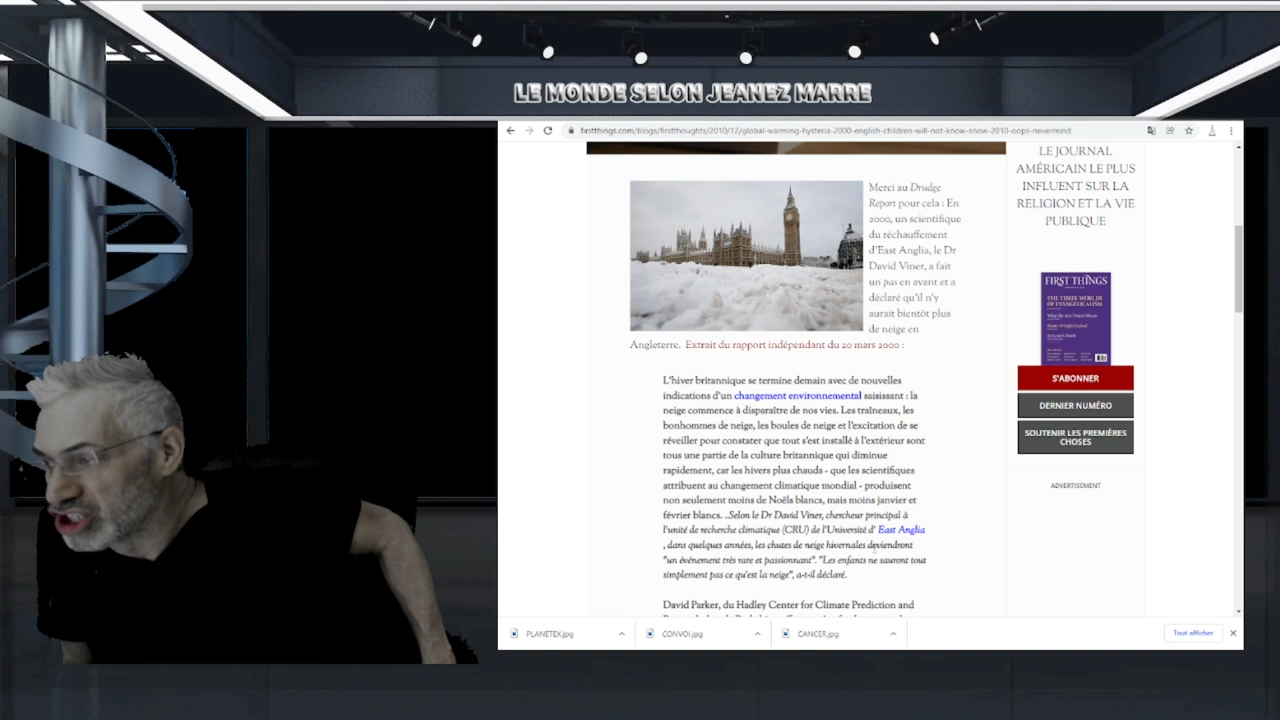 LE MONDE SELON JEANEZ MARRE
firstthings.com/blogs/firstthoughts/2010/12/global-warming-hysteria-2000-english-children-will-not-know-snow-2010-oops-nevermind
Merci au Drudge
Report pour cela : En
2000, un scientifique
du réchauffement
d'East Anglia, le Dr
David Viner, a fait
un pas en avant et a
déclaré qu'il n'y
aurait bientôt plus
de neige en
Angleterre. Extrait du rapport indépendant du 20 mars 2000 :
L'hiver britannique se termine demain avec de nouvelles
indications d'un changement environnemental saisissant : la
neige commence à disparaître de nos vies. Les traîneaux, les
bonhommes de neige, les boules de neige et l'excitation de se
réveiller pour constater que tout s'est installé à l'extérieur sont
tous une partie de la culture britannique qui diminue
rapidement, car les hivers plus chauds - que les scientifiques
attribuent au changement climatique mondial - produisent
non seulement moins de Noëls blancs, mais moins janvier et
février blancs. ..Selon le Dr David Viner, chercheur principal à
l'unité de recherche climatique (CRU) de l'Université d' East Anglia
, dans quelques années, les chutes de neige hivernales deviendront
"un événement très rare et passionnant". "Les enfants ne sauront tout
simplement pas ce qu'est la neige", a-t-il déclaré.
David Parker, du Hadley Center for Climate Prediction and
LE JOURNAL
AMÉRICAIN LE PLUS
INFLUENT SUR LA
RELIGION ET LA VIE
PUBLIQUE
FIRST THINGS
THE THREE WORLDS
OF EVANGELICALISM
S'ABONNER
DERNIER NUMÉRO
SOUTENIR LES PREMIÈRES
CHOSES
ADVERTISEMENT
PLANETEX.jpg
CONVOI.jpg
CANCER.jpg
Tout afficher